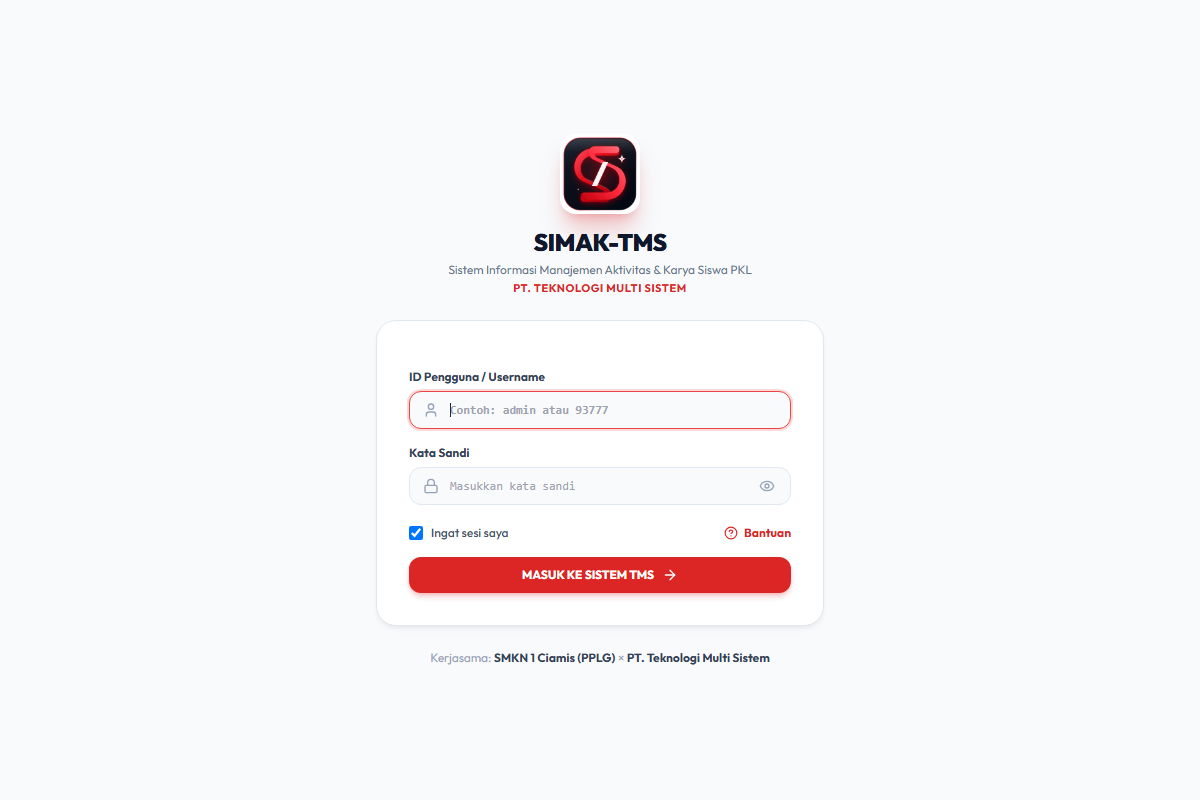 SIMAK-TMS
Sistem Informasi Manajemen Aktivitas & Karya Siswa PKL
PT. TEKNOLOGI MULTI SISTEM
ID Pengguna / Username
Contoh: admin atau 93777
Kata Sandi
Masukkan kata sandi
Ingat sesi saya
Bantuan
MASUK KE SISTEM TMS
Kerjasama: SMKN 1 Ciamis (PPLG) × PT. Teknologi Multi Sistem